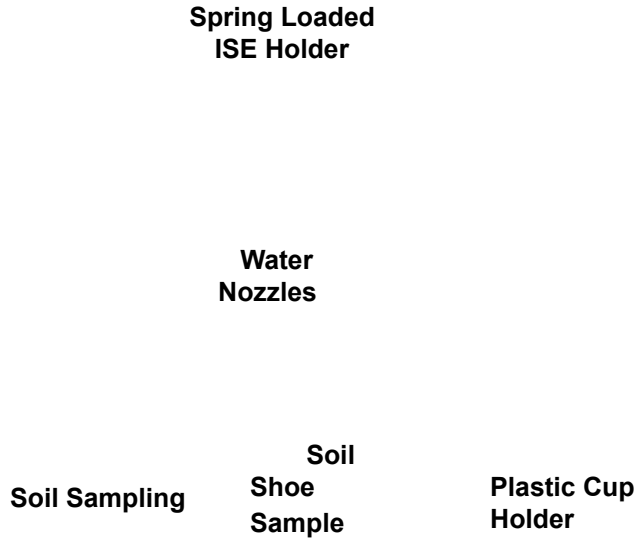 Spring Loaded
ISE Holder
Water
Nozzles
Soil
Soil Sampling
Shoe
Sample
Plastic Cup
Holder